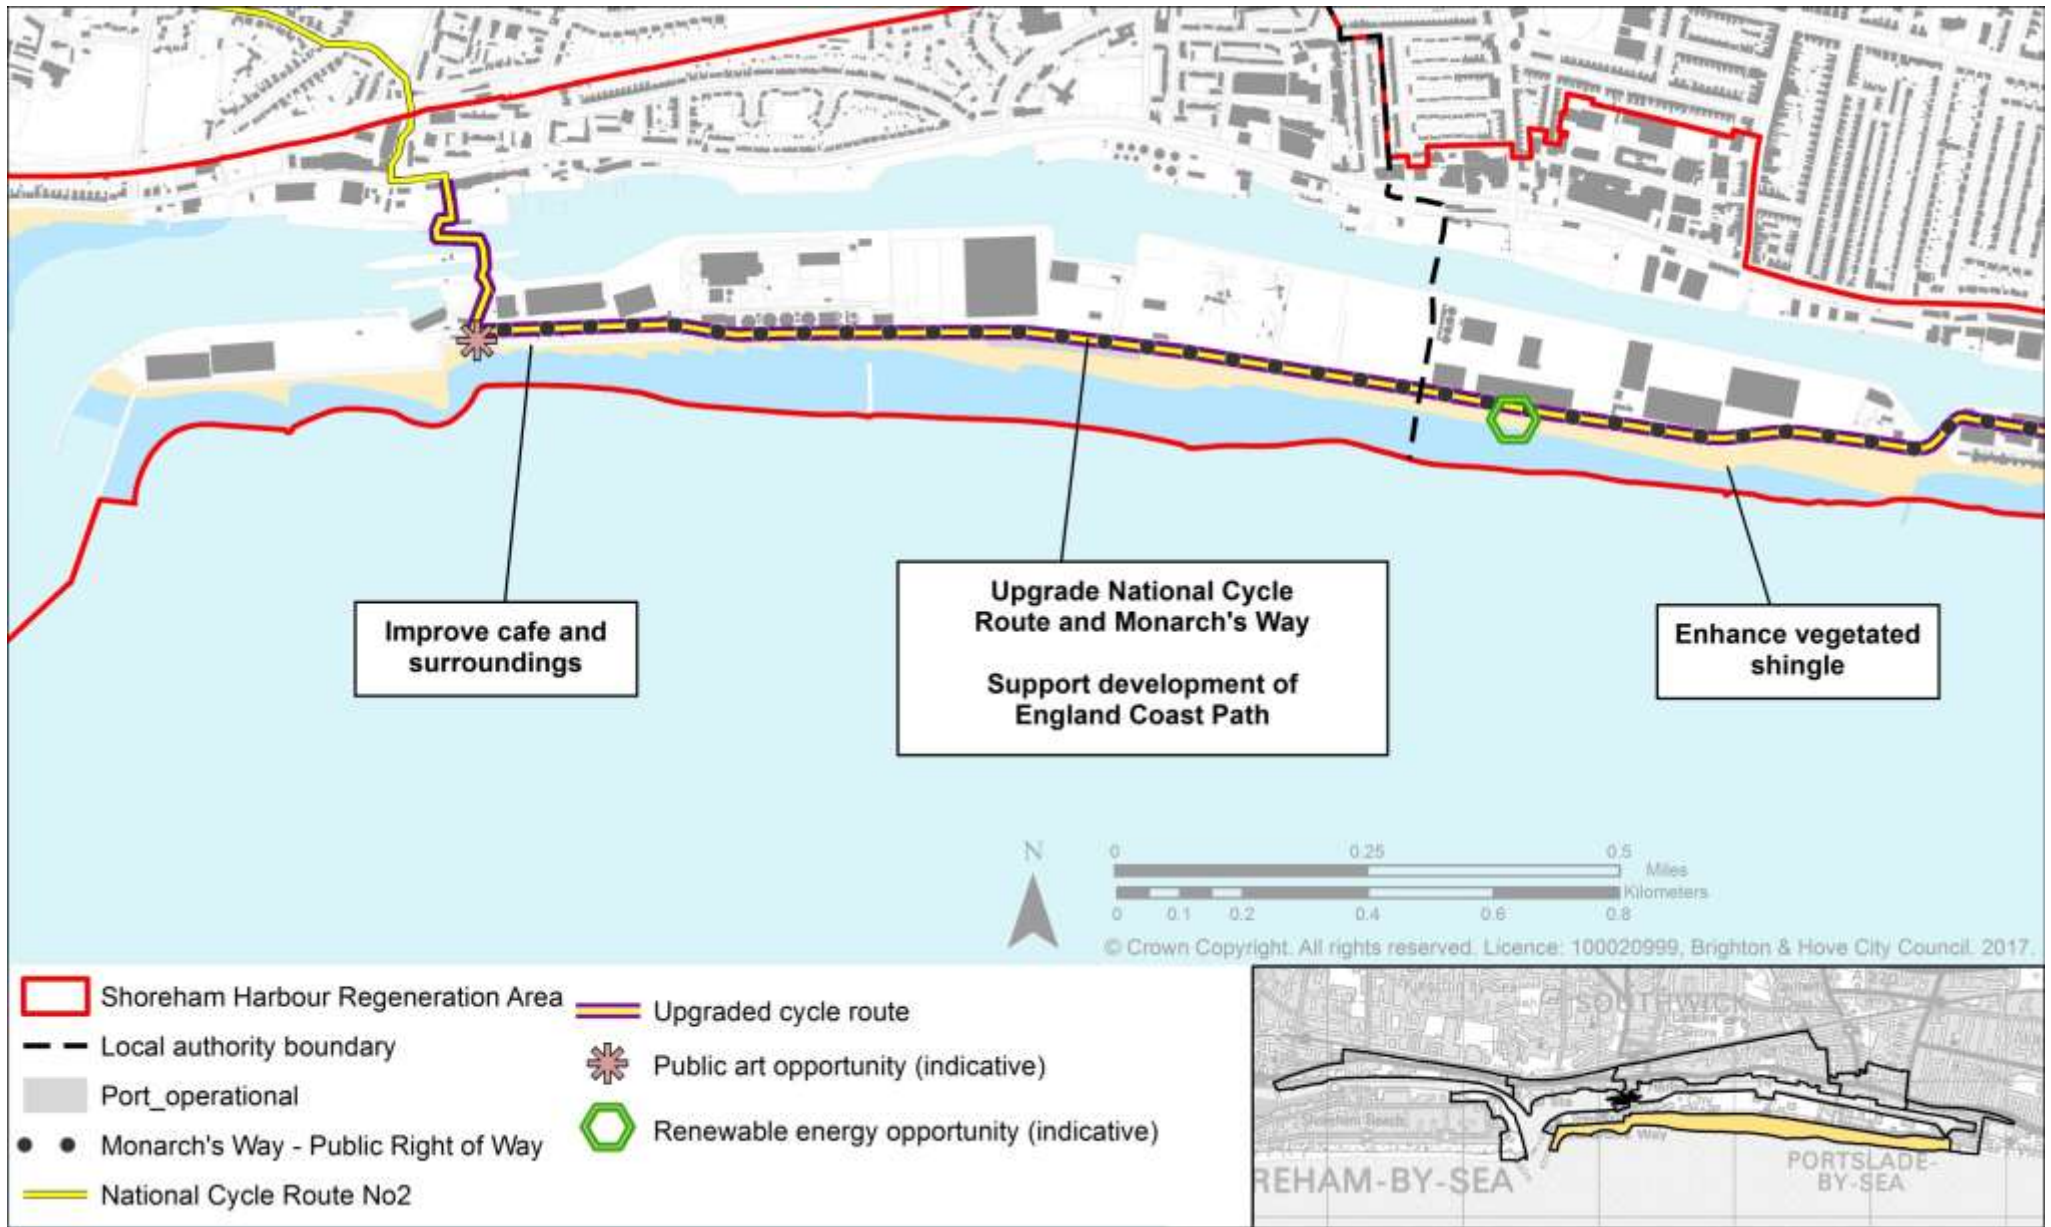 Improve cafe and
surroundings
Upgrade National Cycle
Route and Monarch's Way
Support development of
England Coast Path
Enhance vegetated
shingle
N
0 0.25 0.5
Miles
Kilometers
0 0.1 0.2 0.4 0.6 0.8
© Crown Copyright. All rights reserved. Licence: 100020999, Brighton & Hove City Council. 2017.
Shoreham Harbour Regeneration Area
Local authority boundary
Port_operational
Monarch's Way - Public Right of Way
National Cycle Route No2
Upgraded cycle route
Public art opportunity (indicative)
Renewable energy opportunity (indicative)
SOUTHWICK
REHAM-BY-SEA
PORTSLADE-
BY-SEA